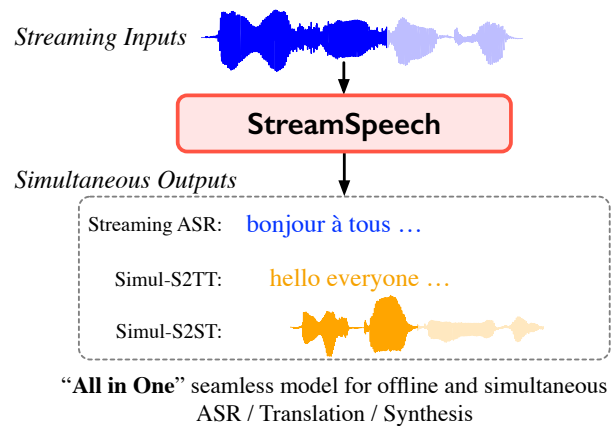 Streaming Inputs
StreamSpeech
Simultaneous Outputs
Streaming ASR: bonjour à tous …
Simul-S2TT: hello everyone …
Simul-S2ST:
“All in One” seamless model for offline and simultaneous
ASR / Translation / Synthesis